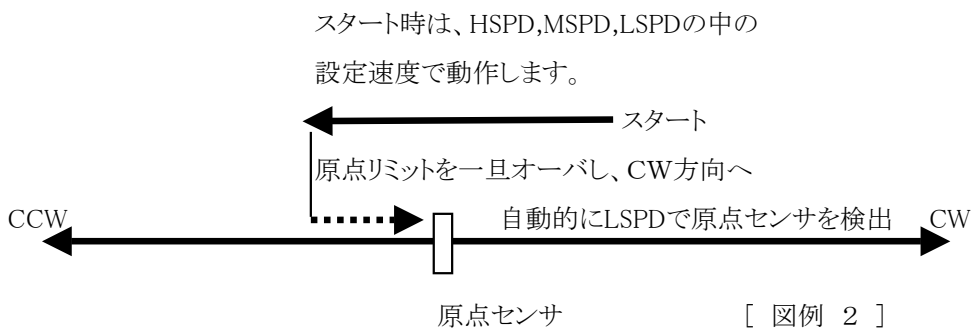 スタート時は、HSPD,MSPD,LSPDの中の
設定速度で動作します。
スタート
原点リミットを一旦オーバし、CW方向へ
CCW
自動的にLSPDで原点センサを検出
CW
原点センサ
[ 図例 2 ]